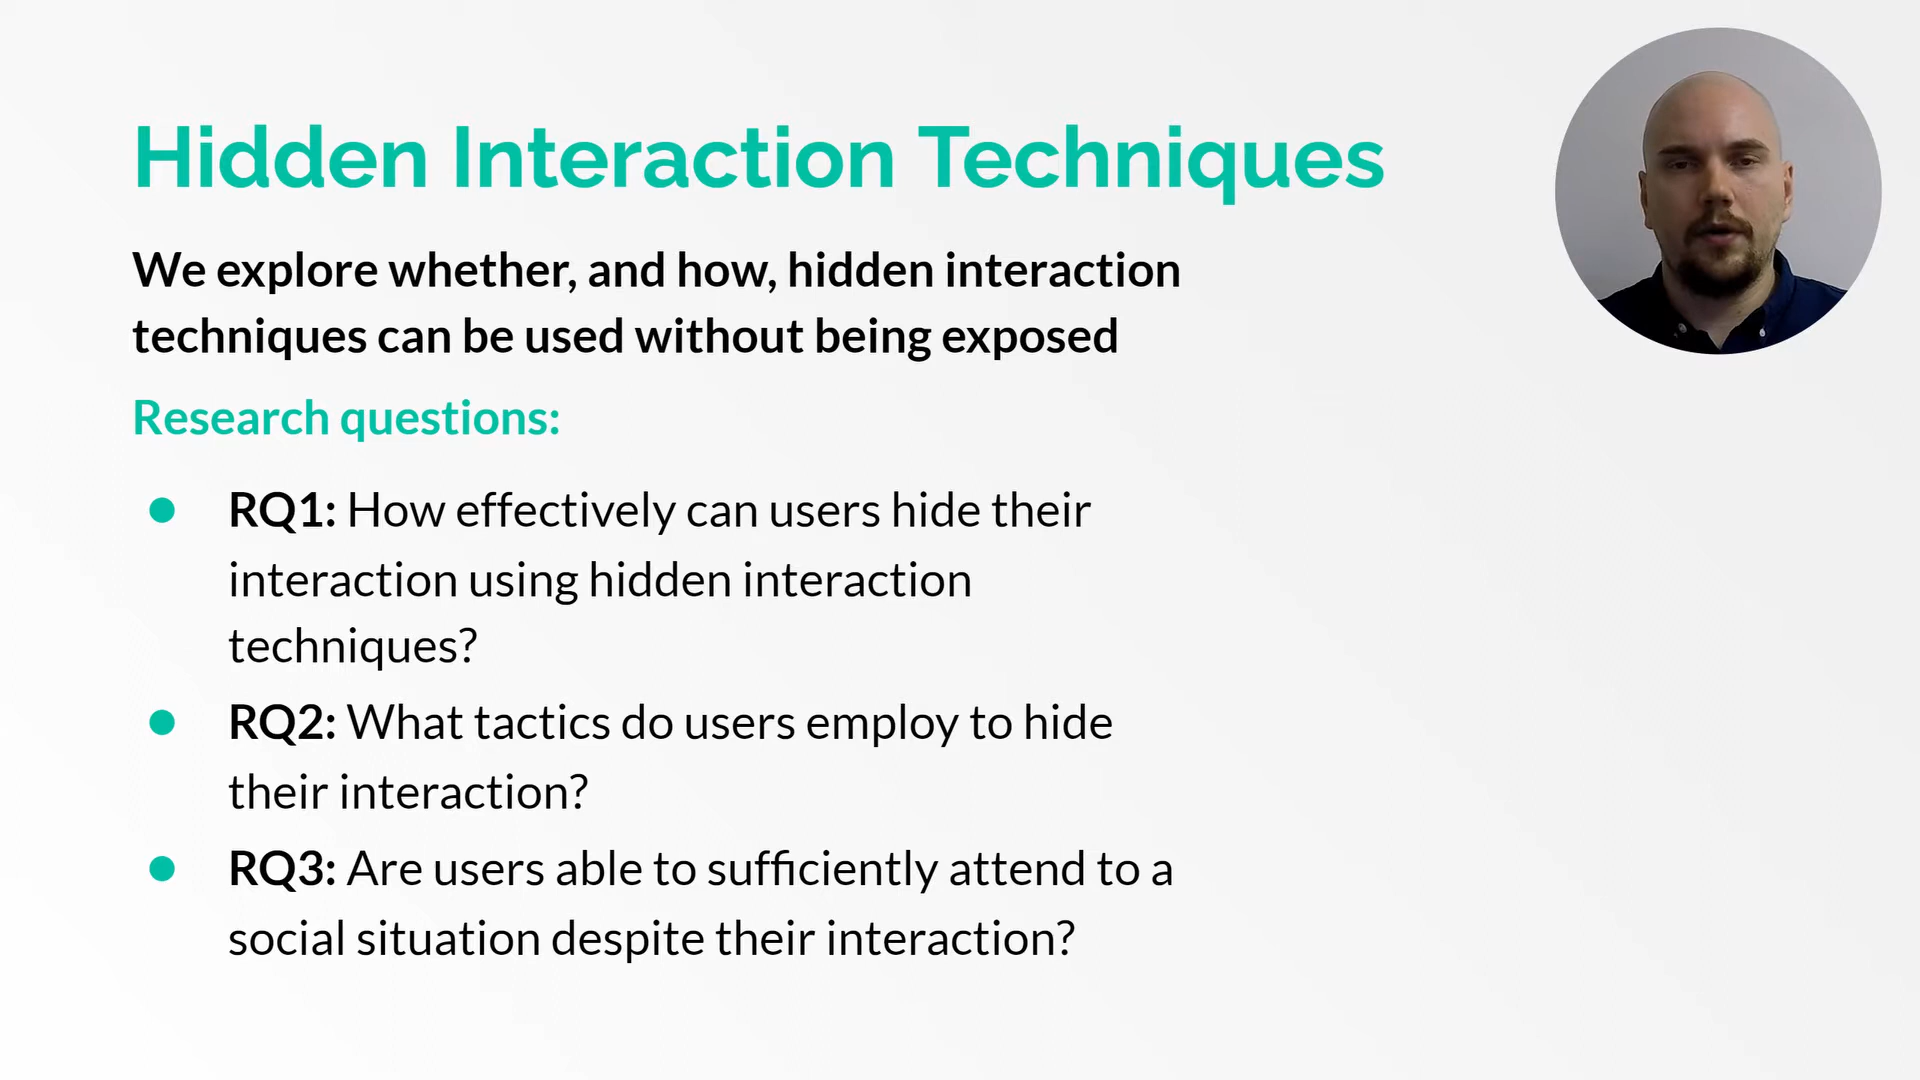 Hidden Interaction Techniques
We explore whether, and how, hidden interaction
techniques can be used without being exposed
Research questions:
● RQ1: How effectively can users hide their
interaction using hidden interaction
techniques?
● RQ2: What tactics do users employ to hide
their interaction?
● RQ3: Are users able to sufficiently attend to a
social situation despite their interaction?